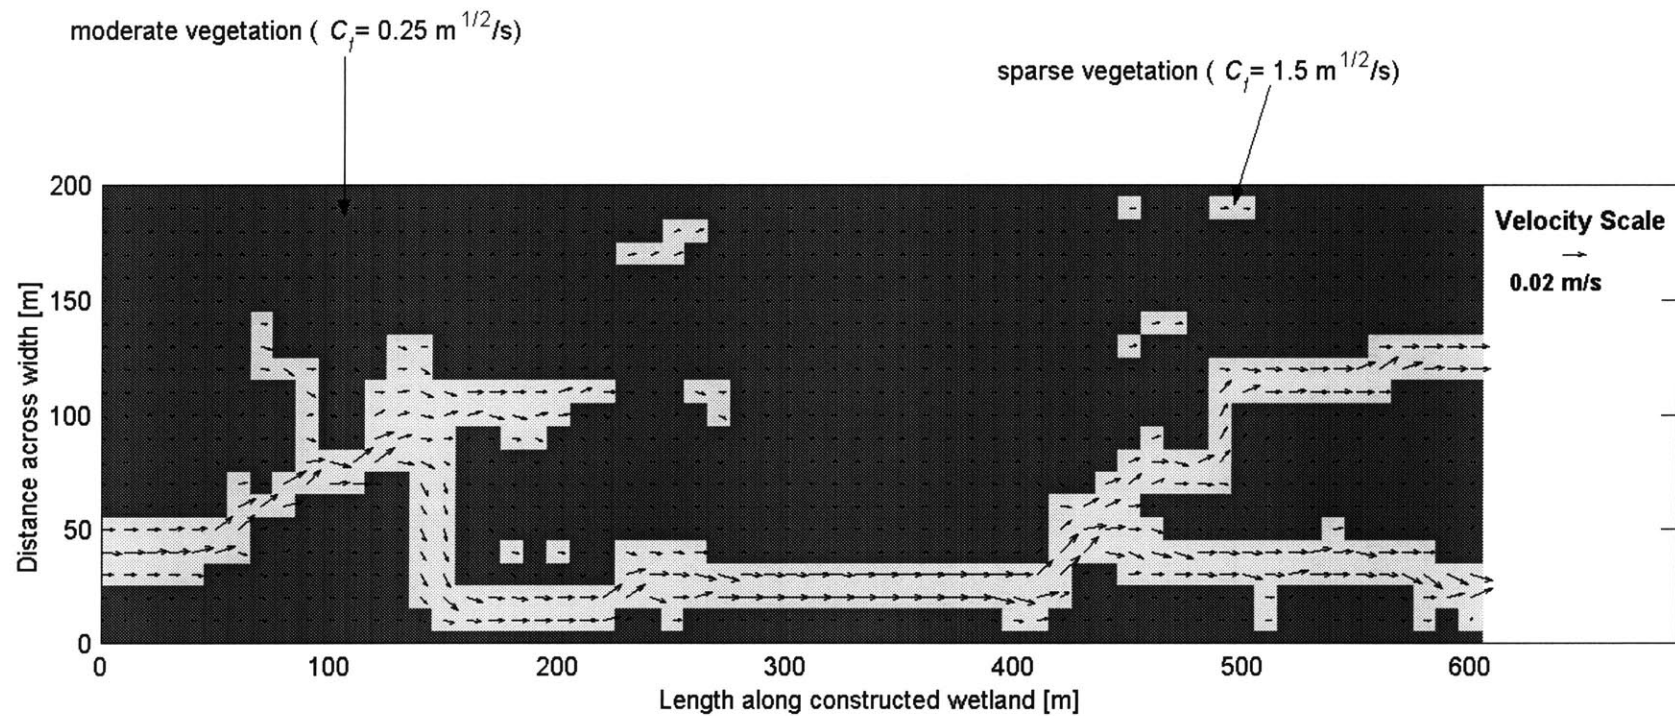 moderate vegetation ( C_f= 0.25 m^1/2/s)
sparse vegetation ( C_f= 1.5 m^1/2/s)
200
150
100
50
0
Distance across width [m]
Velocity Scale
0.02 m/s
0 100 200 300 400 500 600
Length along constructed wetland [m]